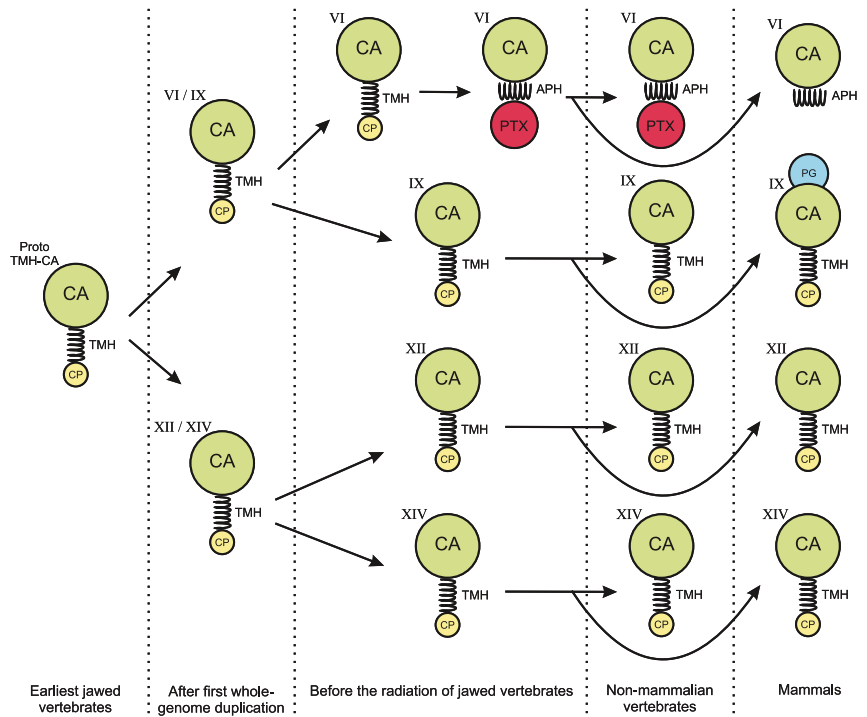 Proto
TMH-CA
CA
TMH
CP
VI / IX
CA
TMH
CP
XII / XIV
CA
TMH
CP
VI
CA
TMH
CP
VI
CA
APH
PTX
IX
CA
TMH
CP
XII
CA
TMH
CP
XIV
CA
TMH
CP
VI
CA
APH
PTX
IX
CA
TMH
CP
XII
CA
TMH
CP
XIV
CA
TMH
CP
VI
CA
APH
PG
IX
CA
TMH
CP
XII
CA
TMH
CP
XIV
CA
TMH
CP
Earliest jawed
vertebrates
After first whole-
genome duplication
Before the radiation of jawed vertebrates
Non-mammalian
vertebrates
Mammals